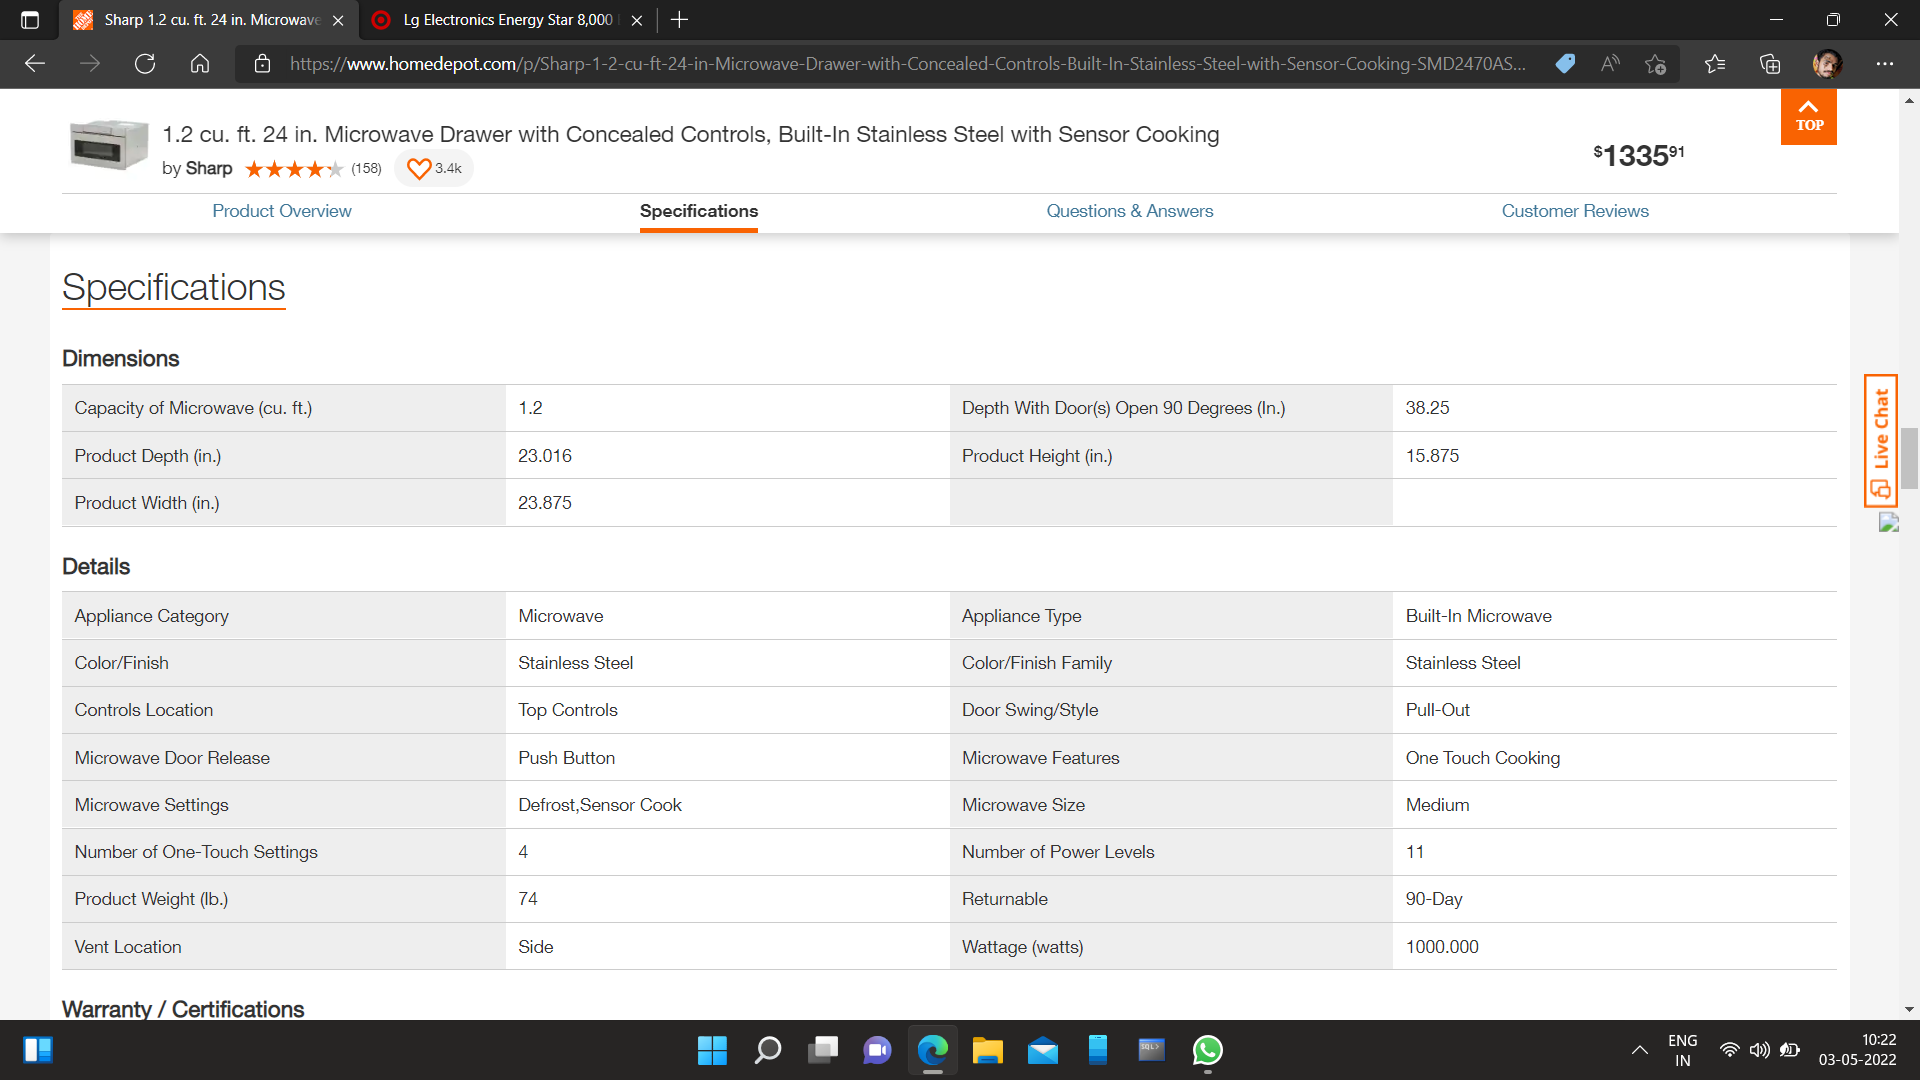 Sharp 1.2 cu. ft. 24 in. Microwave
Lg Electronics Energy Star 8,000
https://www.homedepot.com/p/Sharp-1-2-cu-ft-24-in-Microwave-Drawer-with-Concealed-Controls-Built-In-Stainless-Steel-with-Sensor-Cooking-SMD2470AS...
1.2 cu. ft. 24 in. Microwave Drawer with Concealed Controls, Built-In Stainless Steel with Sensor Cooking
by Sharp (158) 3.4k
$1335 91
TOP
Product Overview Specifications Questions & Answers Customer Reviews
Specifications
Dimensions
Capacity of Microwave (cu. ft.) 1.2 Depth With Door(s) Open 90 Degrees (In.) 38.25
Product Depth (in.) 23.016 Product Height (in.) 15.875
Product Width (in.) 23.875
Live Chat
Details
Appliance Category Microwave Appliance Type Built-In Microwave
Color/Finish Stainless Steel Color/Finish Family Stainless Steel
Controls Location Top Controls Door Swing/Style Pull-Out
Microwave Door Release Push Button Microwave Features One Touch Cooking
Microwave Settings Defrost,Sensor Cook Microwave Size Medium
Number of One-Touch Settings 4 Number of Power Levels 11
Product Weight (lb.) 74 Returnable 90-Day
Vent Location Side Wattage (watts) 1000.000
Warranty / Certifications
SQL>
ENG
IN
10:22
03-05-2022